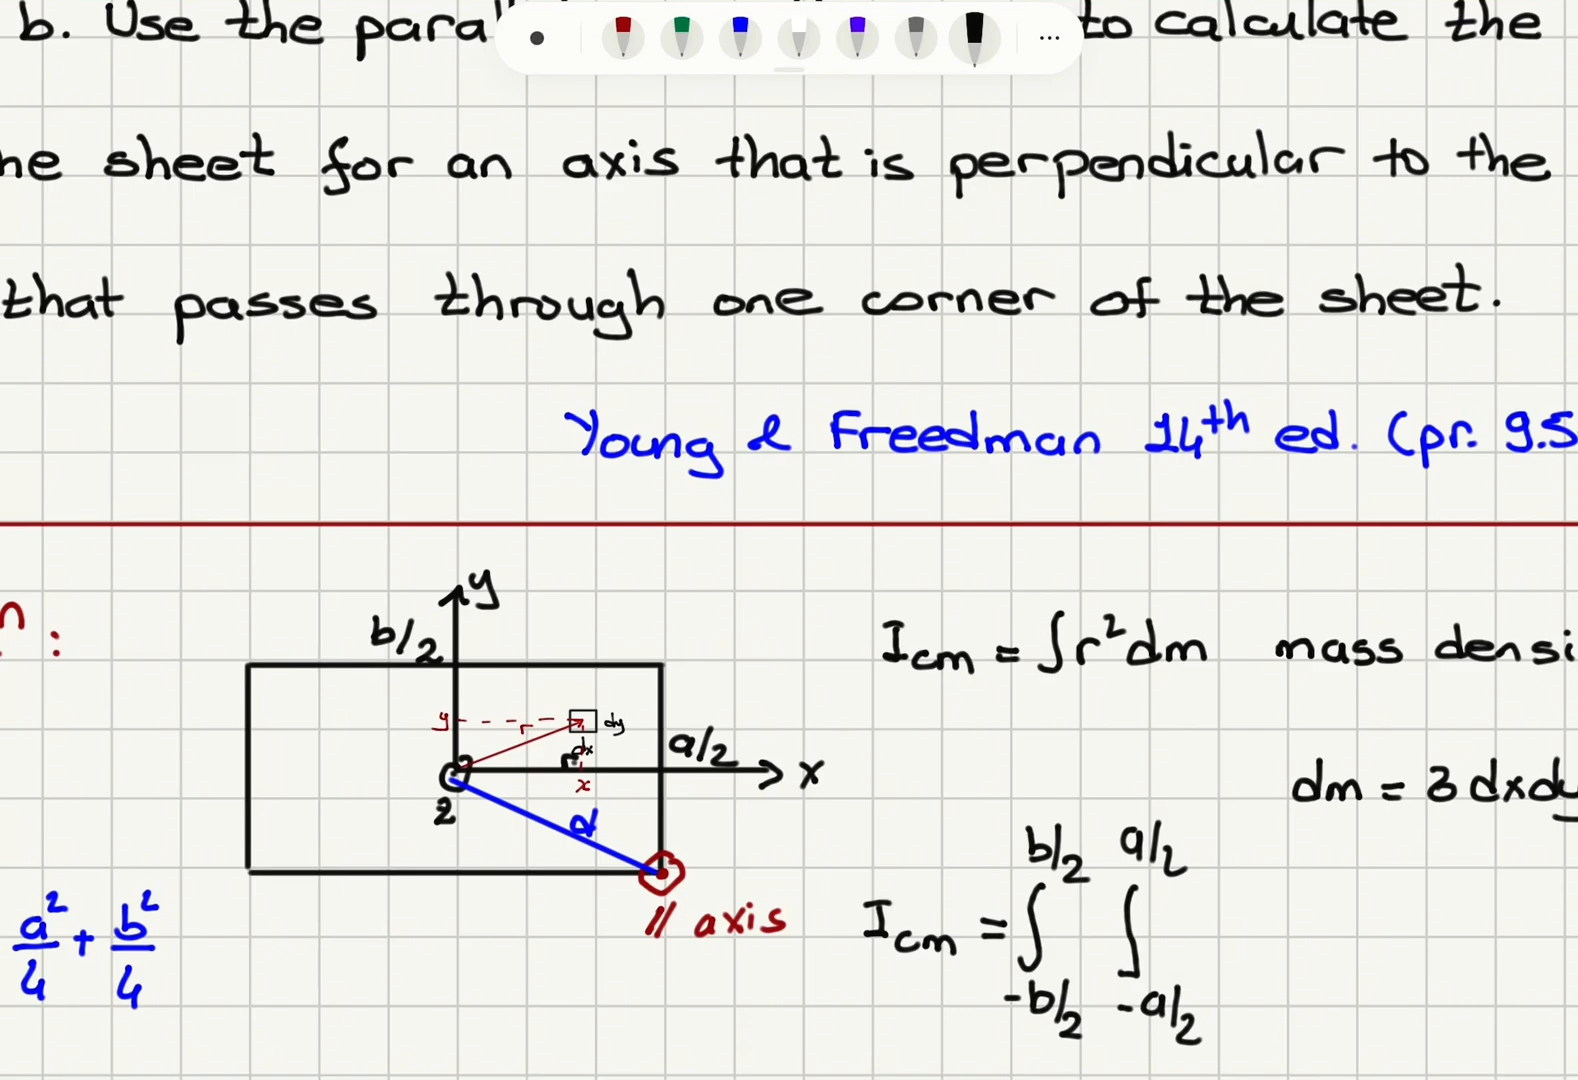 b. Use the para to calculate the
he sheet for an axis that is perpendicular to the
that passes through one corner of the sheet.
Young & Freedman 14th ed. (pr. 9.5
n :
y
b/2
y r dy
dx
a/2
x
x
z
d
// axis
a²/4 + b²/4
Icm = ∫r²dm mass densi
dm = 3 dxdy
Icm = ∫_{-b/2}^{b/2} ∫_{-a/2}^{a/2}